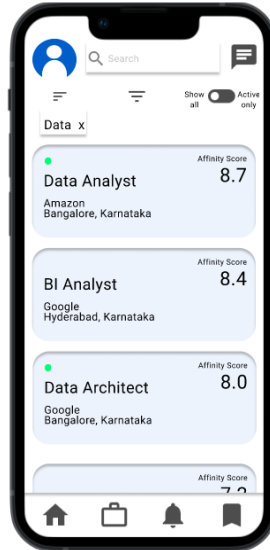 Search
Show all
Active only
Data x
Affinity Score
8.7
Data Analyst
Amazon
Bangalore, Karnataka
Affinity Score
8.4
BI Analyst
Google
Hyderabad, Karnataka
Affinity Score
8.0
Data Architect
Google
Bangalore, Karnataka
Affinity Score